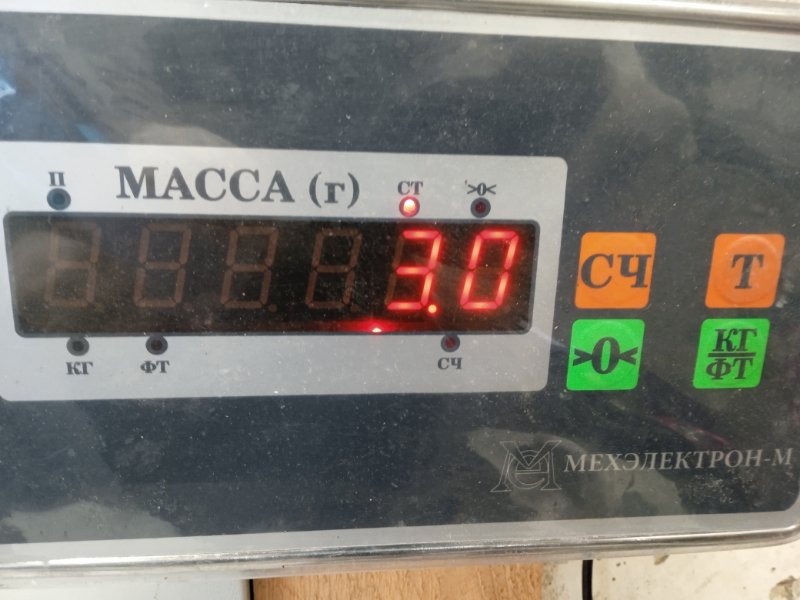 П МАССА (г) СТ >0<
3.0
КГ ФТ СЧ
СЧ Т
>0< КГ
ФТ
МЕХЭЛЕКТРОН-М